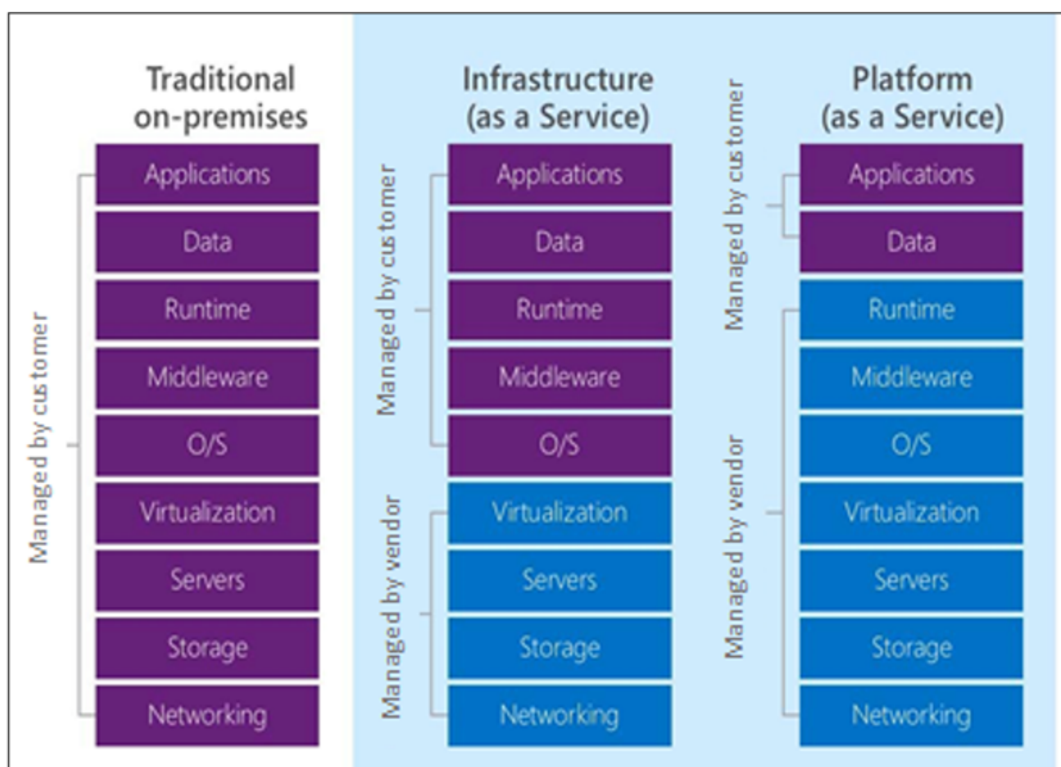 Traditional
on-premises
Managed by customer
Applications
Data
Runtime
Middleware
O/S
Virtualization
Servers
Storage
Networking
Infrastructure
(as a Service)
Managed by customer
Applications
Data
Runtime
Middleware
O/S
Managed by vendor
Virtualization
Servers
Storage
Networking
Platform
(as a Service)
Managed by customer
Applications
Data
Managed by vendor
Runtime
Middleware
O/S
Virtualization
Servers
Storage
Networking